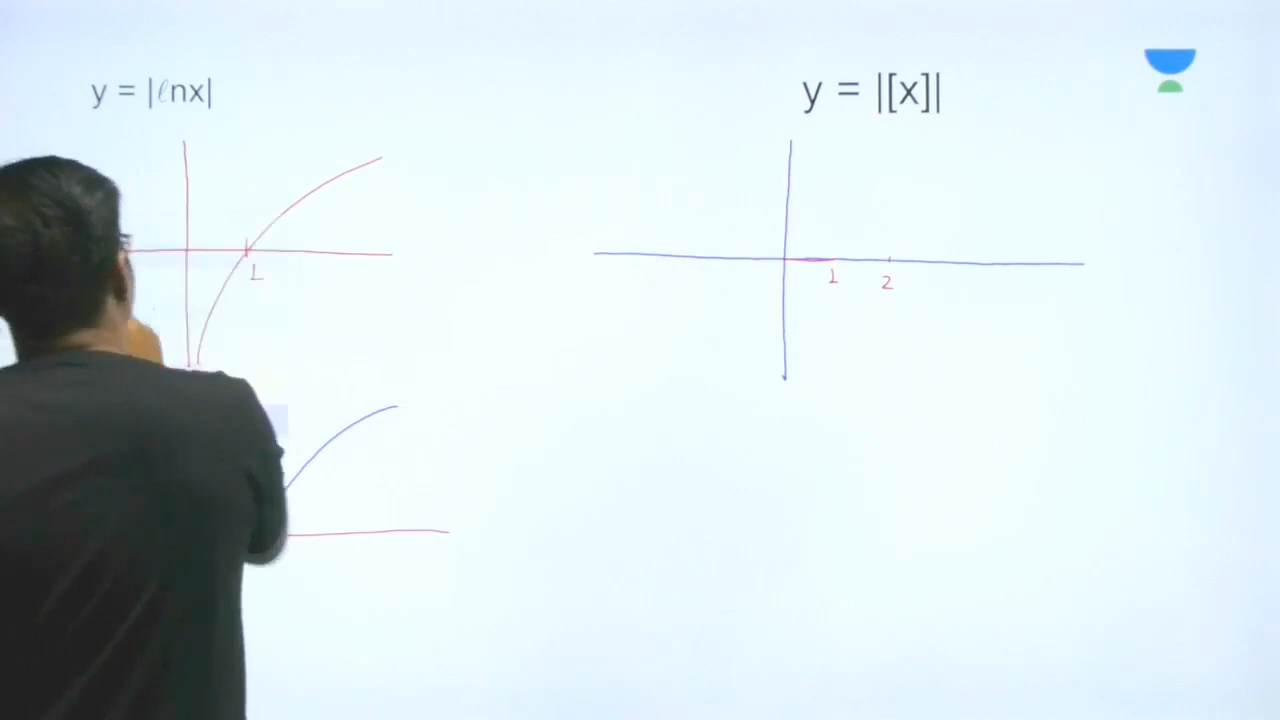 y = |ℓnx|
y = |[x]|
1
1
2